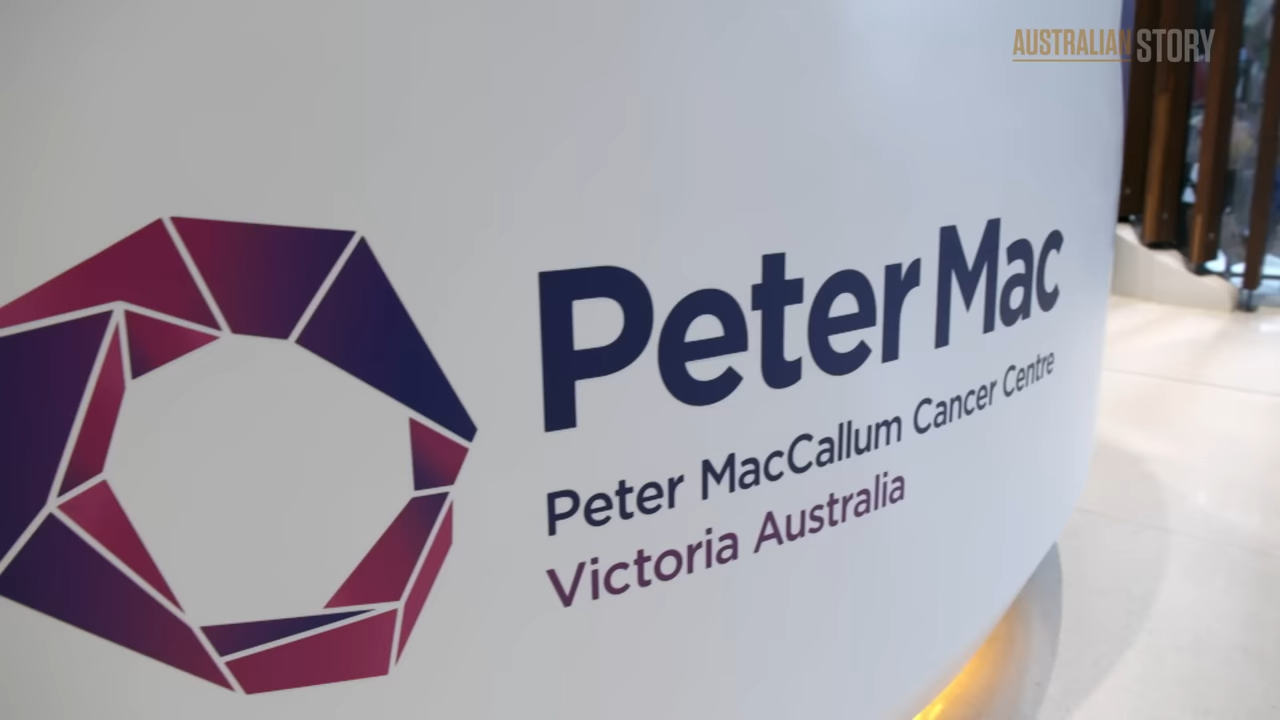 AUSTRALIAN STORY
Peter Mac
Peter MacCallum Cancer Centre
Victoria Australia